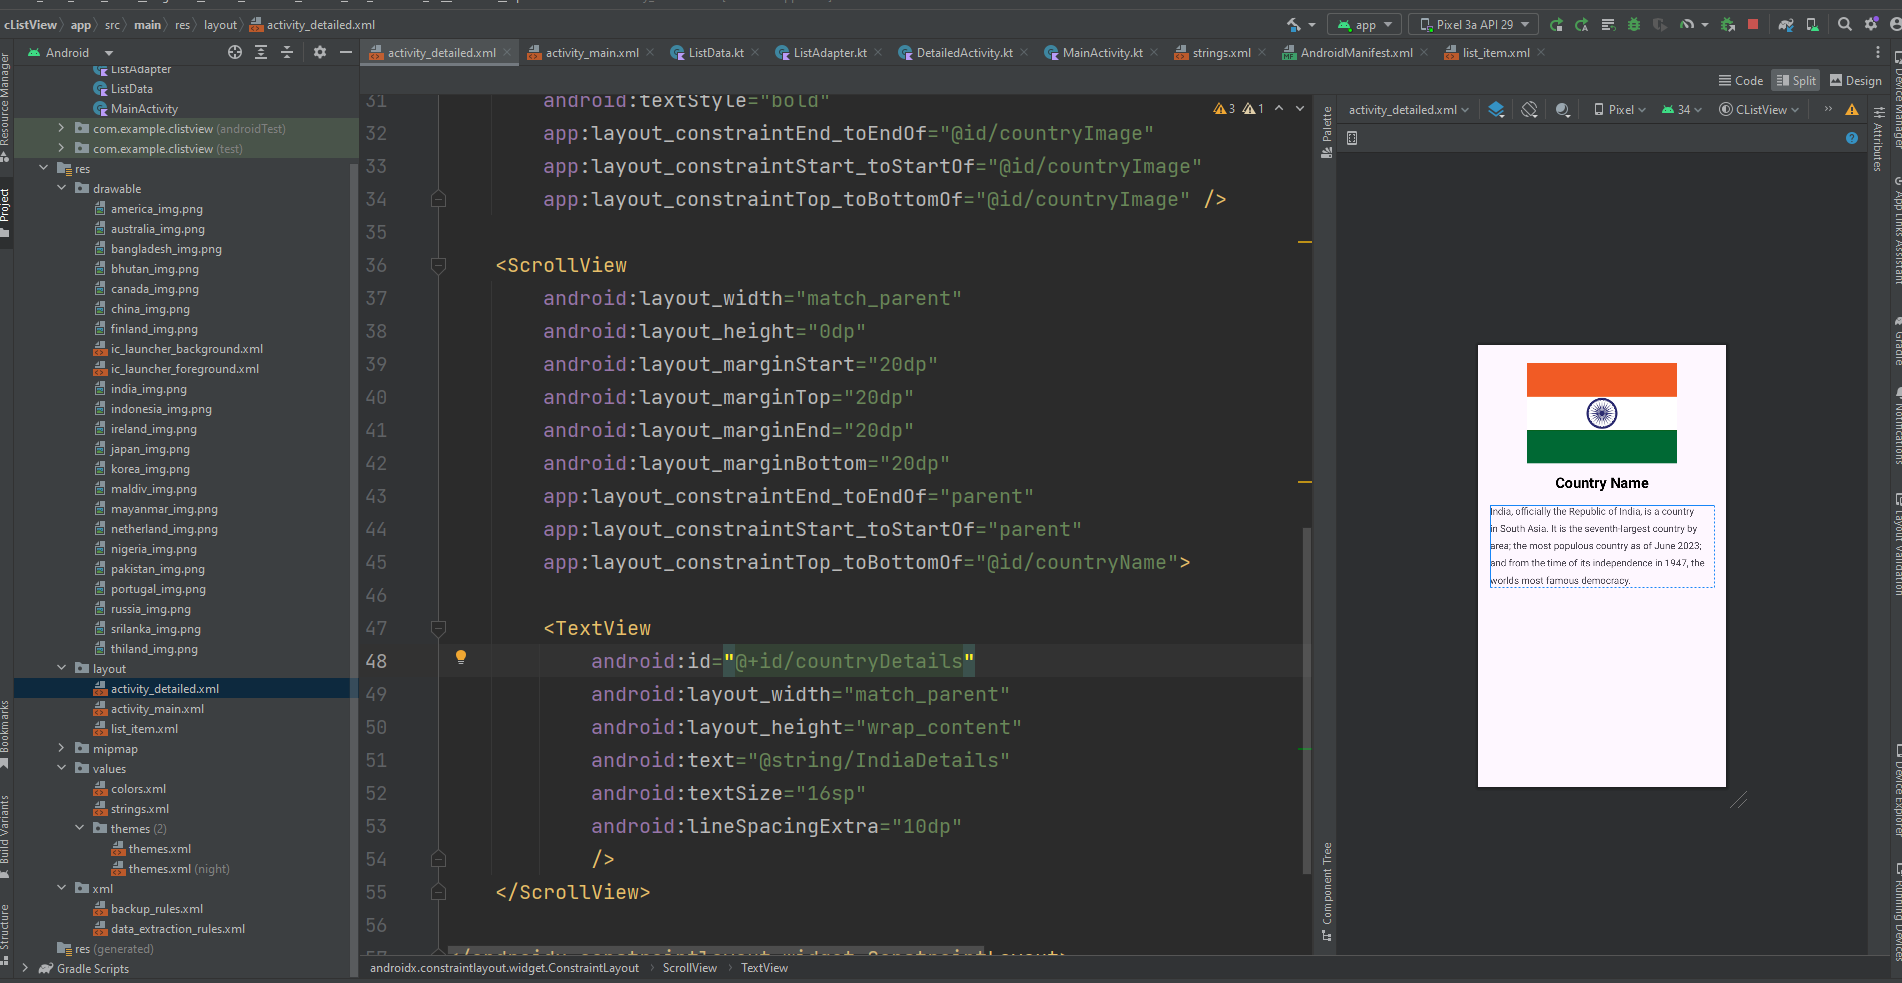 cListView
app
src
main
res
layout
activity_detailed.xml
app
Pixel 3a API 29
Android
activity_detailed.xml
activity_main.xml
ListData.kt
ListAdapter.kt
DetailedActivity.kt
MainActivity.kt
strings.xml
AndroidManifest.xml
list_item.xml
Code
Split
Design
Resource Manager
Project
Bookmarks
Build Variants
Structure
ListAdapter
ListData
MainActivity
com.example.clistview (androidTest)
com.example.clistview (test)
res
drawable
america_img.png
australia_img.png
bangladesh_img.png
bhutan_img.png
canada_img.png
china_img.png
finland_img.png
ic_launcher_background.xml
ic_launcher_foreground.xml
india_img.png
indonesia_img.png
ireland_img.png
japan_img.png
korea_img.png
maldiv_img.png
mayanmar_img.png
netherland_img.png
nigeria_img.png
pakistan_img.png
portugal_img.png
russia_img.png
srilanka_img.png
thiland_img.png
layout
activity_detailed.xml
activity_main.xml
list_item.xml
mipmap
values
colors.xml
strings.xml
themes (2)
themes.xml
themes.xml (night)
xml
backup_rules.xml
data_extraction_rules.xml
res (generated)
Gradle Scripts
3 1
31 android:textStyle="bold"
32 app:layout_constraintEnd_toEndOf="@id/countryImage"
33 app:layout_constraintStart_toStartOf="@id/countryImage"
34 app:layout_constraintTop_toBottomOf="@id/countryImage" />
35
36 <ScrollView
37 android:layout_width="match_parent"
38 android:layout_height="0dp"
39 android:layout_marginStart="20dp"
40 android:layout_marginTop="20dp"
41 android:layout_marginEnd="20dp"
42 android:layout_marginBottom="20dp"
43 app:layout_constraintEnd_toEndOf="parent"
44 app:layout_constraintStart_toStartOf="parent"
45 app:layout_constraintTop_toBottomOf="@id/countryName">
46
47 <TextView
48 android:id="@+id/countryDetails"
49 android:layout_width="match_parent"
50 android:layout_height="wrap_content"
51 android:text="@string/IndiaDetails"
52 android:textSize="16sp"
53 android:lineSpacingExtra="10dp"
54 />
55 </ScrollView>
56
57 </androidx.constraintlayout.widget.ConstraintLayout>
androidx.constraintlayout.widget.ConstraintLayout
ScrollView
TextView
Palette
Component Tree
activity_detailed.xml
Pixel
34
CListView
Country Name
India, officially the Republic of India, is a country
in South Asia. It is the seventh-largest country by
area; the most populous country as of June 2023;
and from the time of its independence in 1947, the
worlds most famous democracy.
Attributes
Device Manager
App Links Assistant
Gradle
Notifications
Layout Validation
Device Explorer
Running Devices